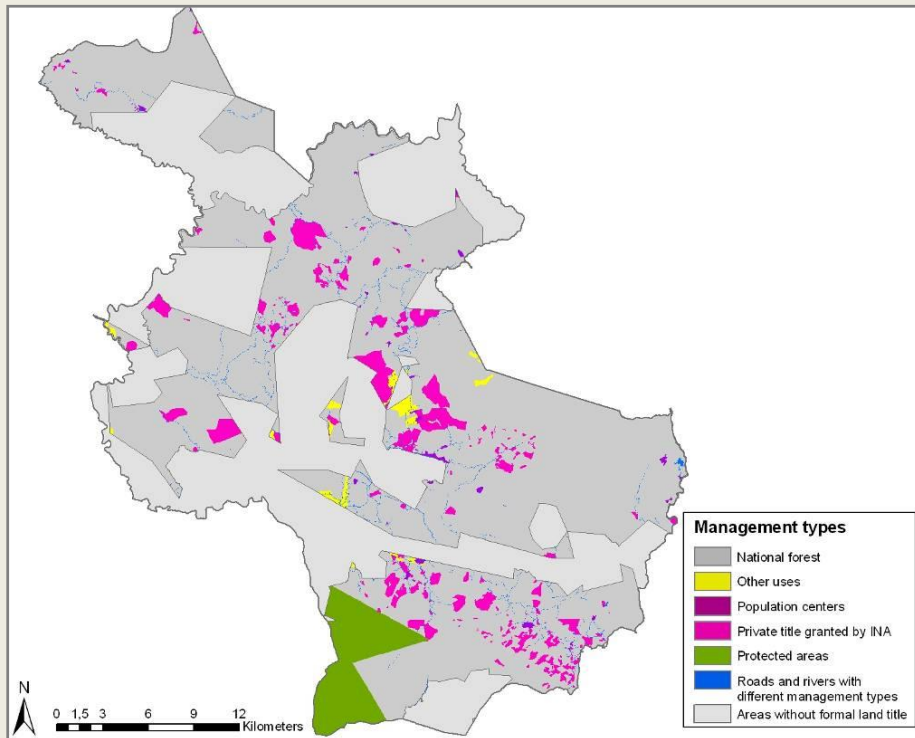 Management types
National forest
Other uses
Population centers
Private title granted by INA
Protected areas
Roads and rivers with
different management types
Areas without formal land title
N
0 1,5 3 6 9 12
Kilometers